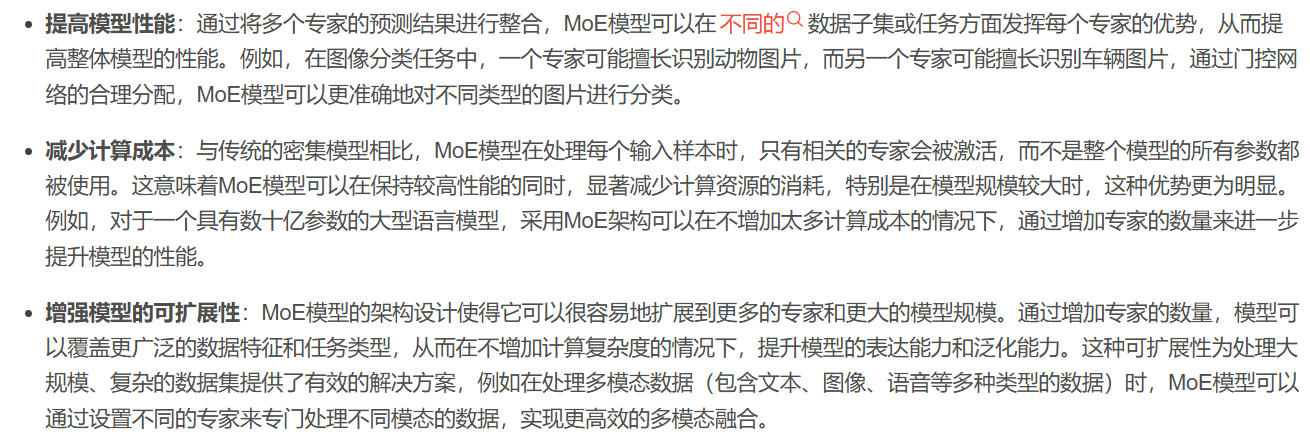 • 提高模型性能：通过将多个专家的预测结果进行整合，MoE模型可以在不同的数据子集或任务方面发挥每个专家的优势，从而提
高整体模型的性能。例如，在图像分类任务中，一个专家可能擅长识别动物图片，而另一个专家可能擅长识别车辆图片，通过门控网
络的合理分配，MoE模型可以更准确地对不同类型的图片进行分类。
• 减少计算成本：与传统的密集模型相比，MoE模型在处理每个输入样本时，只有相关的专家会被激活，而不是整个模型的所有参数都
被使用。这意味着MoE模型可以在保持较高性能的同时，显著减少计算资源的消耗，特别是在模型规模较大时，这种优势更为明显。
例如，对于一个具有数十亿参数的大型语言模型，采用MoE架构可以在不增加太多计算成本的情况下，通过增加专家的数量来进一步
提升模型的性能。
• 增强模型的可扩展性：MoE模型的架构设计使得它可以很容易地扩展到更多的专家和更大的模型规模。通过增加专家的数量，模型可
以覆盖更广泛的数据特征和任务类型，从而在不增加计算复杂度的情况下，提升模型的表达能力和泛化能力。这种可扩展性为处理大
规模、复杂的数据集提供了有效的解决方案，例如在处理多模态数据（包含文本、图像、语音等多种类型的数据）时，MoE模型可以
通过设置不同的专家来专门处理不同模态的数据，实现更高效的多模态融合。